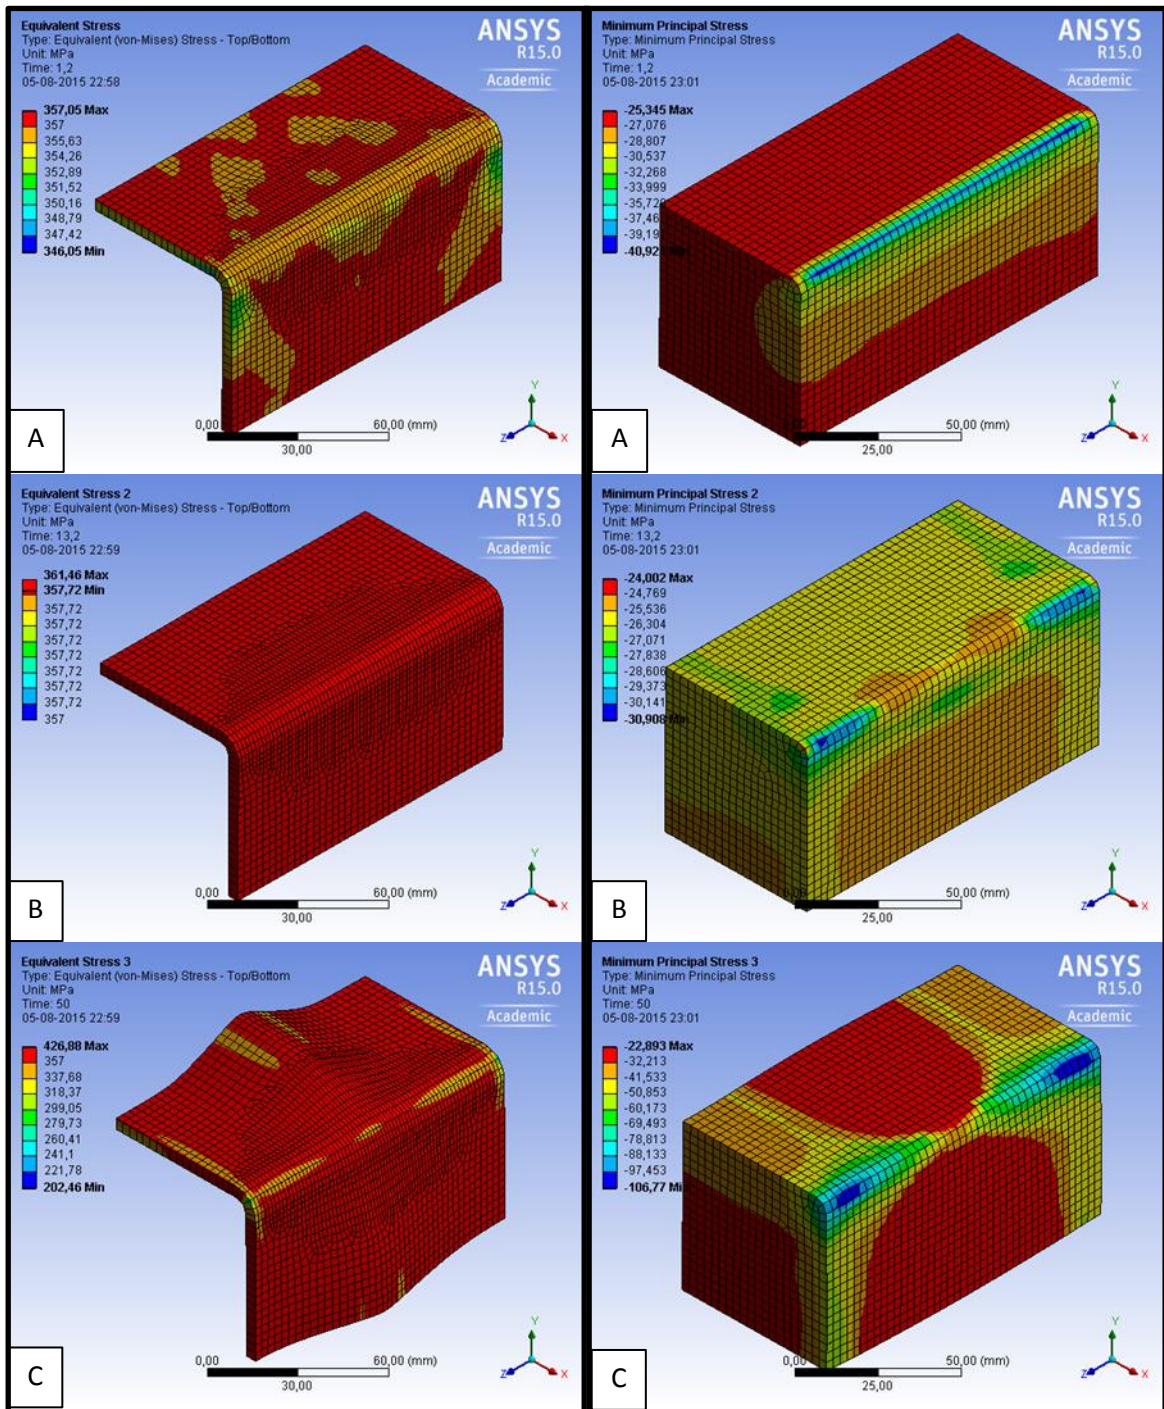 Equivalent Stress
Type: Equivalent (von-Mises) Stress - Top/Bottom
Unit: MPa
Time: 1,2
05-08-2015 22:58
ANSYS
R15.0
Academic
357,05 Max
357
355,63
354,26
352,89
351,52
350,16
348,79
347,42
346,05 Min
0,00
60,00 (mm)
30,00
Y
Z
X
A
Minimum Principal Stress
Type: Minimum Principal Stress
Unit: MPa
Time: 1,2
05-08-2015 23:01
ANSYS
R15.0
Academic
-25,345 Max
-27,076
-28,807
-30,537
-32,268
-33,999
-37,46
-39,19
50,00 (mm)
25,00
Y
Z
X
A
Equivalent Stress 2
Type: Equivalent (von-Mises) Stress - Top/Bottom
Unit: MPa
Time: 13,2
05-08-2015 22:59
ANSYS
R15.0
Academic
361,46 Max
357,72 Min
357,72
357,72
357,72
357,72
357,72
357,72
357,72
357
0,00
60,00 (mm)
30,00
Y
Z
X
B
Minimum Principal Stress 2
Type: Minimum Principal Stress
Unit: MPa
Time: 13,2
05-08-2015 23:01
ANSYS
R15.0
Academic
-24,002 Max
-24,769
-25,536
-26,304
-27,071
-27,838
-28,606
-29,373
-30,141
-30,908
50,00 (mm)
25,00
Y
Z
X
B
Equivalent Stress 3
Type: Equivalent (von-Mises) Stress - Top/Bottom
Unit: MPa
Time: 50
05-08-2015 22:59
ANSYS
R15.0
Academic
426,88 Max
357
337,68
318,37
299,05
279,73
260,41
241,1
221,78
202,46 Min
0,00
60,00 (mm)
30,00
Y
Z
X
C
Minimum Principal Stress 3
Type: Minimum Principal Stress
Unit: MPa
Time: 50
05-08-2015 23:01
ANSYS
R15.0
Academic
-22,893 Max
-32,213
-41,533
-50,853
-60,173
-69,493
-78,813
-88,133
-97,453
-106,77
0,00
50,00 (mm)
25,00
Y
Z
X
C